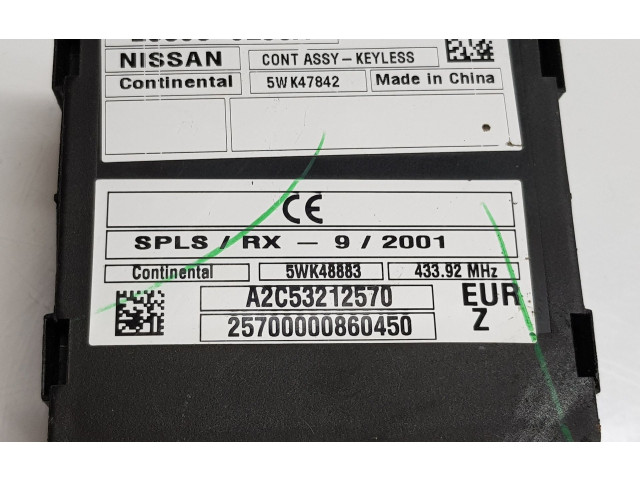 NISSAN CONT ASSY-KEYLESS
Continental 5WK47842 Made in China
CE
SPLS / RX - 9 / 2001
Continental 5WK48883 433.92 MHz
A2C53212570 EUR
25700000860450 Z